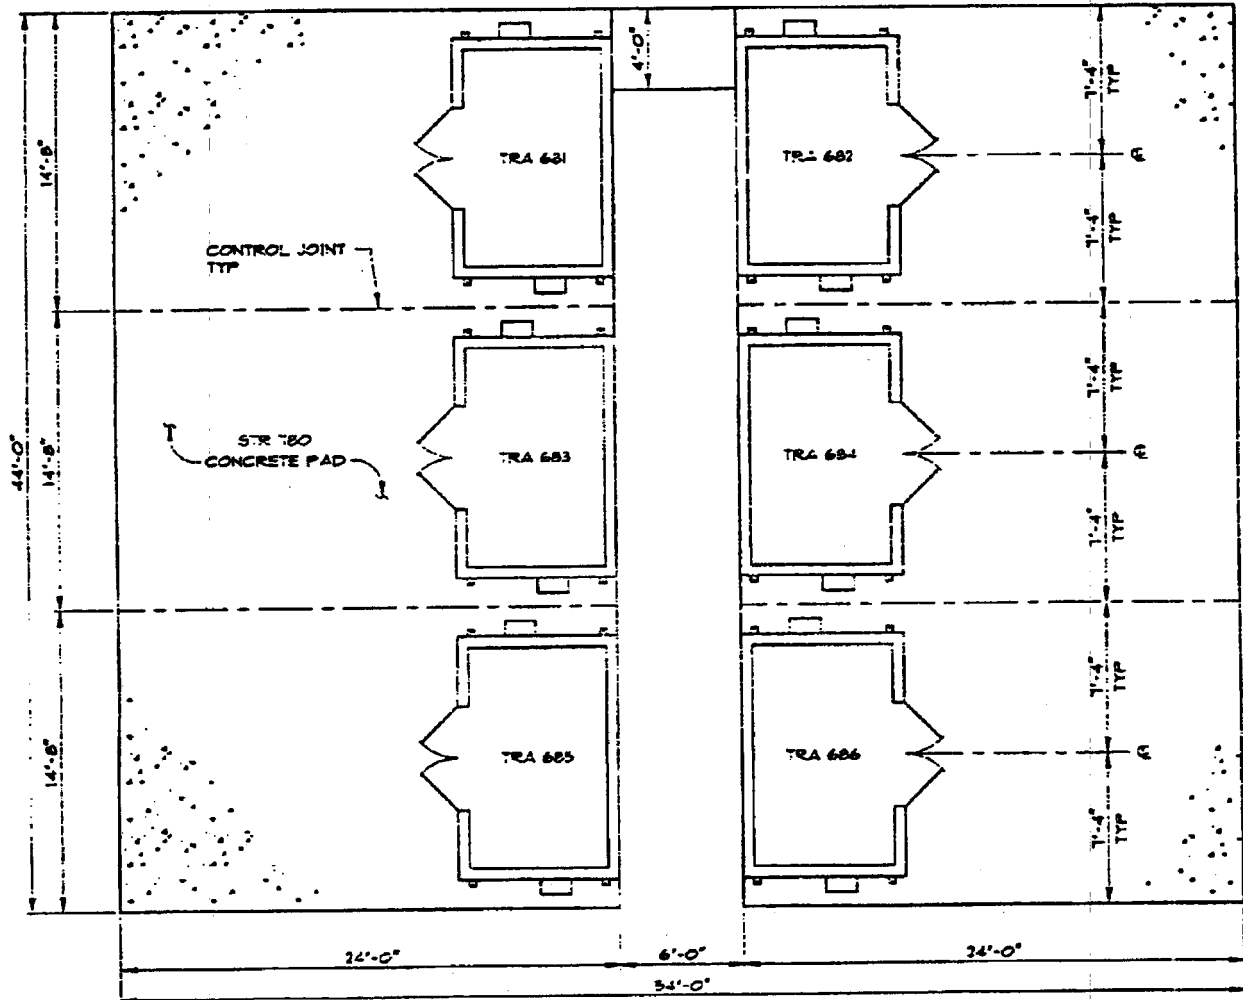 4'-0"
7'-4"
TYP
TRA 681
TRA 682
14'-8"
7'-4"
TYP
CONTROL JOINT
TYP
7'-4"
TYP
44'-0"
14'-8"
STR 780
CONCRETE PAD
TRA 683
TRA 684
7'-4"
TYP
7'-4"
TYP
14'-8"
TRA 685
TRA 686
7'-4"
TYP
24'-0"
6'-0"
24'-0"
54'-0"